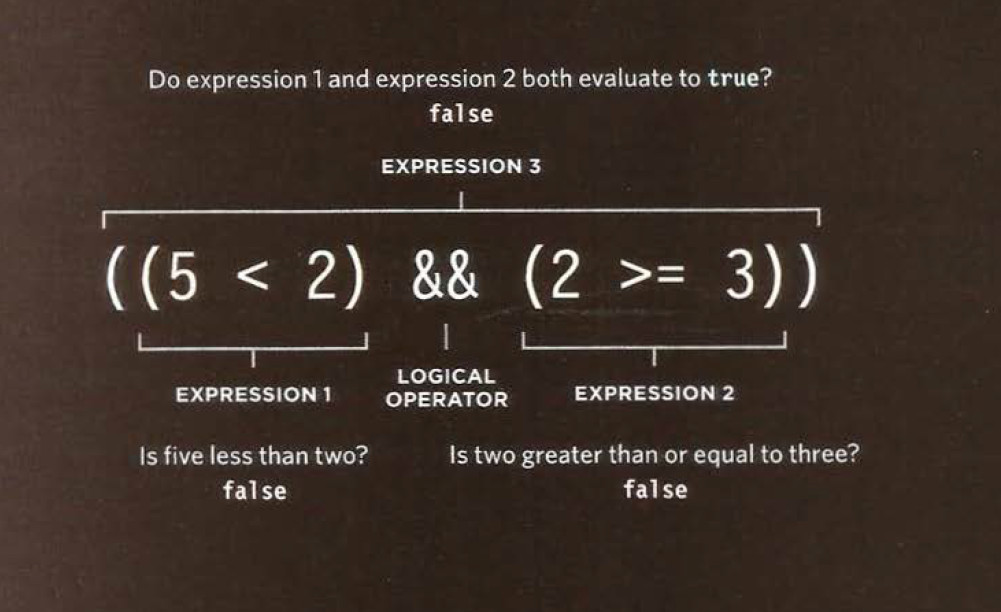 Do expression 1 and expression 2 both evaluate to true?
false
EXPRESSION 3
((5 < 2) && (2 >= 3))
EXPRESSION 1
LOGICAL
OPERATOR
EXPRESSION 2
Is five less than two?
false
Is two greater than or equal to three?
false